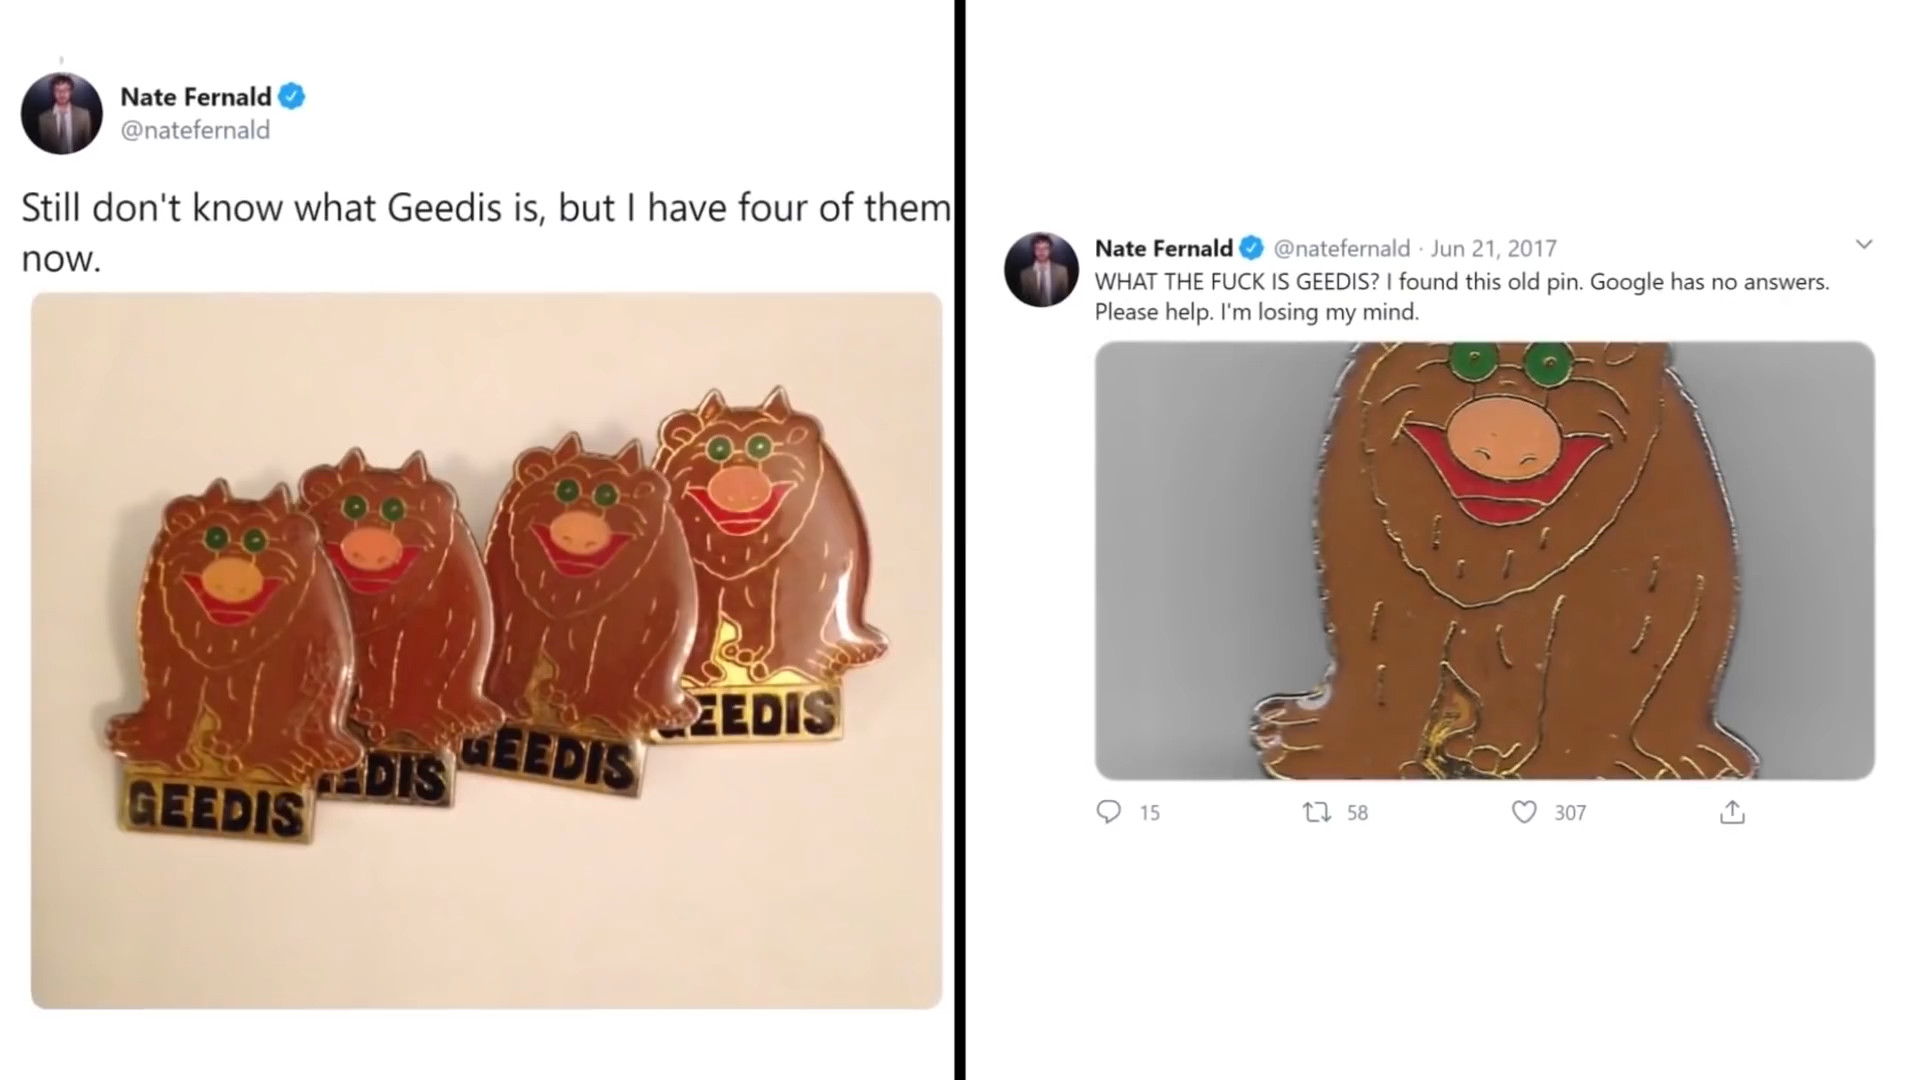 Nate Fernald
@natefernald
Still don't know what Geedis is, but I have four of them
now.
GEEDIS
EDIS
GEEDIS
EEDIS
Nate Fernald @natefernald · Jun 21, 2017
WHAT THE FUCK IS GEEDIS? I found this old pin. Google has no answers.
Please help. I'm losing my mind.
15 58 307